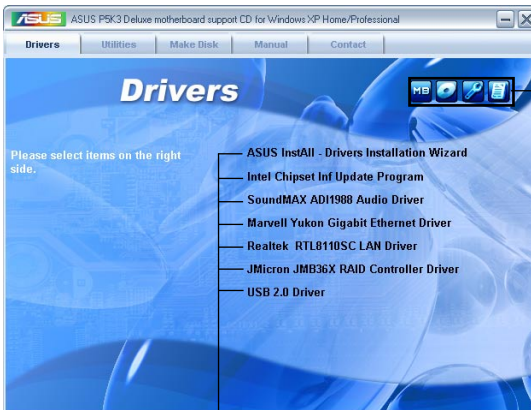 ASUS ASUS P5K3 Deluxe motherboard support CD for Windows XP Home/Professional
Drivers Utilities Make Disk Manual Contact
Drivers
MB
Please select items on the right
side.
ASUS InstAll - Drivers Installation Wizard
Intel Chipset Inf Update Program
SoundMAX ADI1988 Audio Driver
Marvell Yukon Gigabit Ethernet Driver
Realtek RTL8110SC LAN Driver
JMicron JMB36X RAID Controller Driver
USB 2.0 Driver